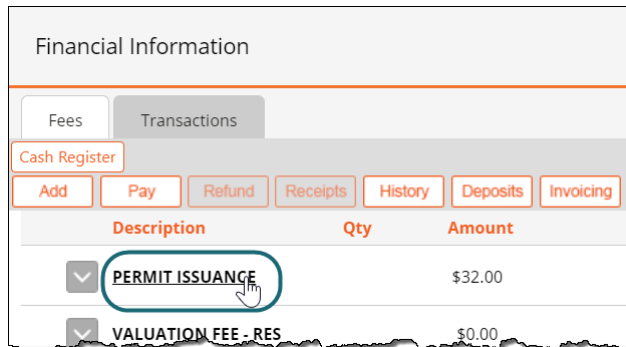 Financial Information
Fees Transactions
Cash Register
Add Pay Refund Receipts History Deposits Invoicing
Description Qty Amount
PERMIT ISSUANCE $32.00
VALUATION FEE - RES $0.00